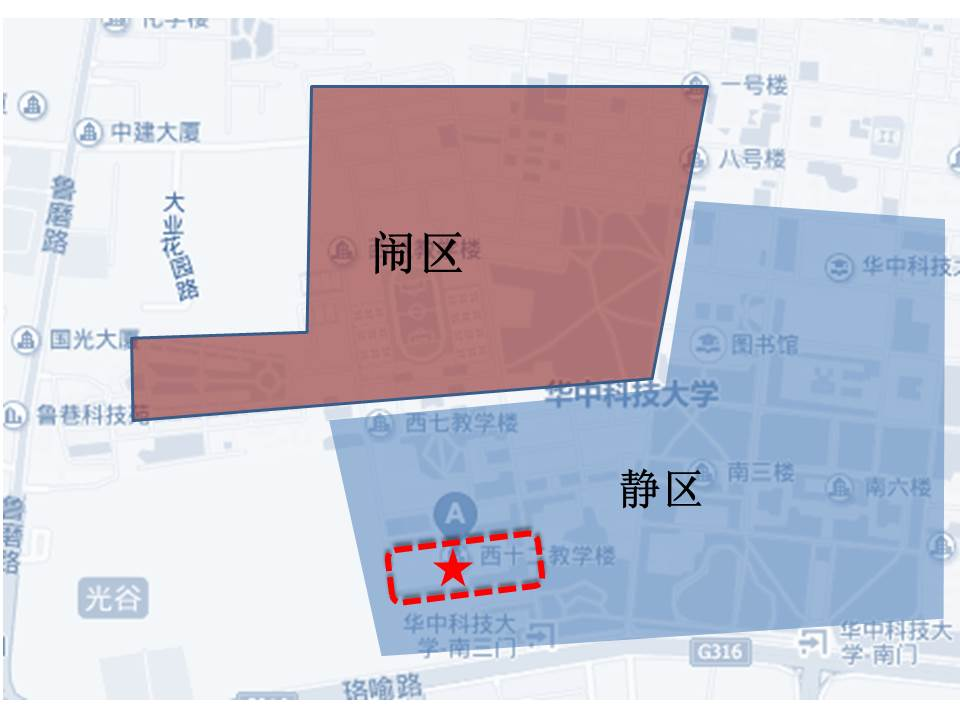 化学楼
一号楼
中建大厦
八号楼
鲁磨路
大业花园路
闹区
华中科技大
国光大厦
图书馆
华中科技大学
鲁巷科技苑
西七教学楼
静区
南三楼
南六楼
A
鲁磨路
西十二教学楼
光谷
华中科技大
学-南三门
华中科技大
学-南门
G316
珞喻路